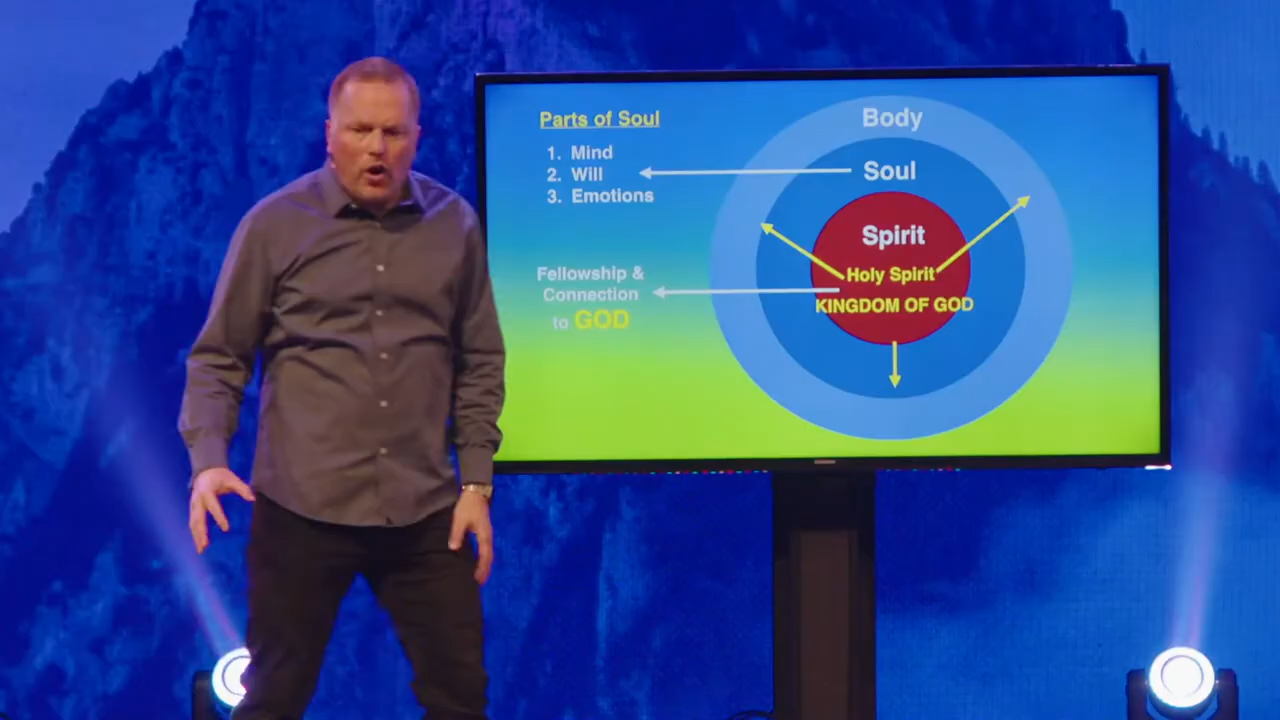 Parts of Soul
1. Mind
2. Will
3. Emotions
Fellowship &
Connection
to GOD
Body
Soul
Spirit
Holy Spirit
KINGDOM OF GOD